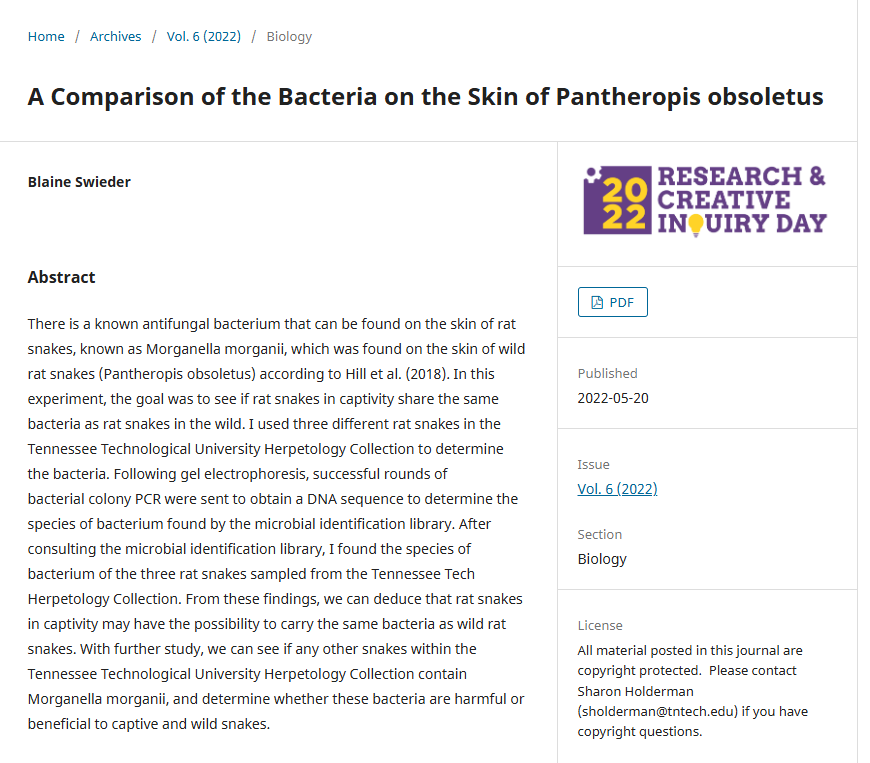 Home / Archives / Vol. 6 (2022) / Biology
A Comparison of the Bacteria on the Skin of Pantheropis obsoletus
Blaine Swieder
Abstract
There is a known antifungal bacterium that can be found on the skin of rat
snakes, known as Morganella morganii, which was found on the skin of wild
rat snakes (Pantheropis obsoletus) according to Hill et al. (2018). In this
experiment, the goal was to see if rat snakes in captivity share the same
bacteria as rat snakes in the wild. I used three different rat snakes in the
Tennessee Technological University Herpetology Collection to determine
the bacteria. Following gel electrophoresis, successful rounds of
bacterial colony PCR were sent to obtain a DNA sequence to determine the
species of bacterium found by the microbial identification library. After
consulting the microbial identification library, I found the species of
bacterium of the three rat snakes sampled from the Tennessee Tech
Herpetology Collection. From these findings, we can deduce that rat snakes
in captivity may have the possibility to carry the same bacteria as wild rat
snakes. With further study, we can see if any other snakes within the
Tennessee Technological University Herpetology Collection contain
Morganella morganii, and determine whether these bacteria are harmful or
beneficial to captive and wild snakes.
2022 RESEARCH &
CREATIVE
INQUIRY DAY
PDF
Published
2022-05-20
Issue
Vol. 6 (2022)
Section
Biology
License
All material posted in this journal are
copyright protected.  Please contact
Sharon Holderman
(sholderman@tntech.edu) if you have
copyright questions.